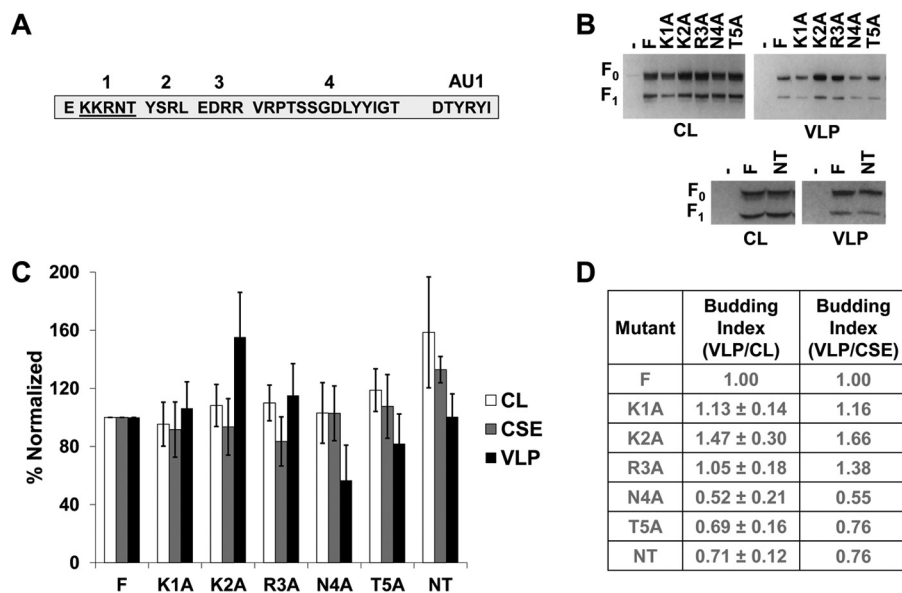 A
1 2 3 4 AU1
E KKRNT YSRL EDRR VRPTSSGDLYYIGT DTYRYI
B
- F K1A K2A R3A N4A T5A - F K1A K2A R3A N4A T5A
F0
F1
CL VLP
- F NT - F NT
F0
F1
CL VLP
C
% Normalized
200
160
120
80
40
0
F K1A K2A R3A N4A T5A NT
CL
CSE
VLP
D
Mutant Budding Index (VLP/CL) Budding Index (VLP/CSE)
F 1.00 1.00
K1A 1.13 ± 0.14 1.16
K2A 1.47 ± 0.30 1.66
R3A 1.05 ± 0.18 1.38
N4A 0.52 ± 0.21 0.55
T5A 0.69 ± 0.16 0.76
NT 0.71 ± 0.12 0.76